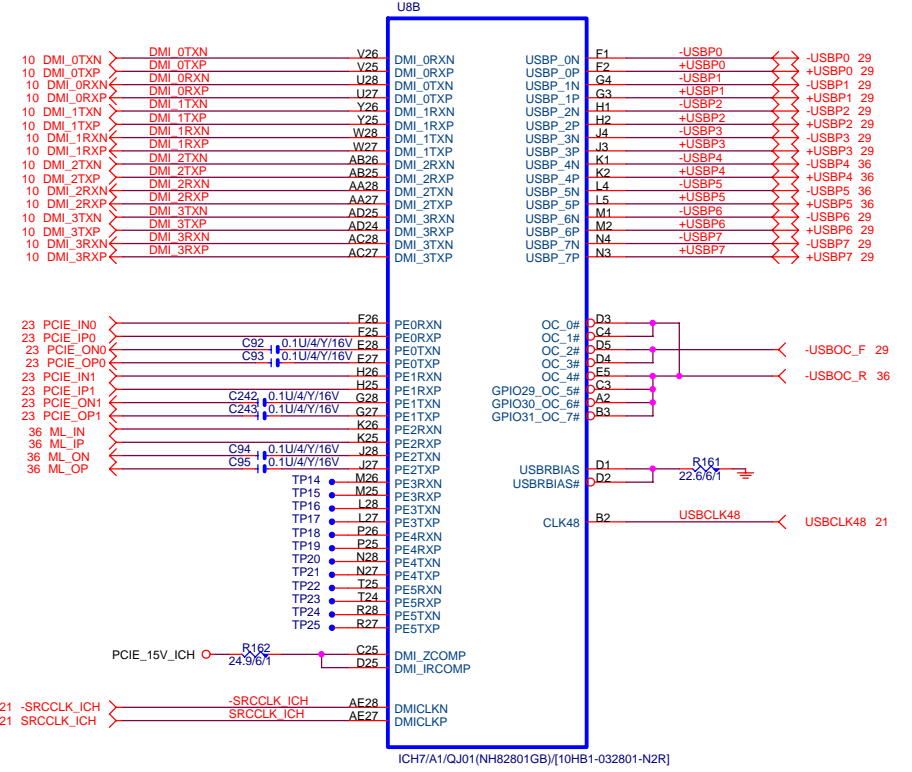 U8B
10 DMI_0TXN DMI_0TXN V26 DMI_0RXN USBP_0N F1 -USBP0 -USBP0 29
10 DMI_0TXP DMI_0TXP V25 DMI_0RXP USBP_0P F2 +USBP0 +USBP0 29
10 DMI_0RXN DMI_0RXN U28 DMI_0TXN USBP_1N G4 -USBP1 -USBP1 29
10 DMI_0RXP DMI_0RXP U27 DMI_0TXP USBP_1P G3 +USBP1 +USBP1 29
10 DMI_1TXN DMI_1TXN Y26 DMI_1RXN USBP_2N H1 -USBP2 -USBP2 29
10 DMI_1TXP DMI_1TXP Y25 DMI_1RXP USBP_2P H2 +USBP2 +USBP2 29
10 DMI_1RXN DMI_1RXN W28 DMI_1TXN USBP_3N J4 -USBP3 -USBP3 29
10 DMI_1RXP DMI_1RXP W27 DMI_1TXP USBP_3P J3 +USBP3 +USBP3 29
10 DMI_2TXN DMI_2TXN AB26 DMI_2RXN USBP_4N K1 -USBP4 -USBP4 36
10 DMI_2TXP DMI_2TXP AB25 DMI_2RXP USBP_4P K2 +USBP4 +USBP4 36
10 DMI_2RXN DMI_2RXN AA28 DMI_2TXN USBP_5N L4 -USBP5 -USBP5 36
10 DMI_2RXP DMI_2RXP AA27 DMI_2TXP USBP_5P L5 +USBP5 +USBP5 36
10 DMI_3TXN DMI_3TXN AD25 DMI_3RXN USBP_6N M1 -USBP6 -USBP6 29
10 DMI_3TXP DMI_3TXP AD24 DMI_3RXP USBP_6P M2 +USBP6 +USBP6 29
10 DMI_3RXN DMI_3RXN AC28 DMI_3TXN USBP_7N N4 -USBP7 -USBP7 29
10 DMI_3RXP DMI_3RXP AC27 DMI_3TXP USBP_7P N3 +USBP7 +USBP7 29
23 PCIE_IN0 F26 PE0RXN OC_0# D3
23 PCIE_IP0 F25 PE0RXP OC_1# C4
23 PCIE_ON0 C92 0.1U/4/Y/16V E28 PE0TXN OC_2# D5 -USBOC_F 29
23 PCIE_OP0 C93 0.1U/4/Y/16V E27 PE0TXP OC_3# D4
23 PCIE_IN1 H26 PE1RXN OC_4# E5 -USBOC_R 36
23 PCIE_IP1 H25 PE1RXP GPIO29_OC_5# C3
23 PCIE_ON1 C242 0.1U/4/Y/16V G28 PE1TXN GPIO30_OC_6# A2
23 PCIE_OP1 C243 0.1U/4/Y/16V G27 PE1TXP GPIO31_OC_7# B3
36 ML_IN K26 PE2RXN
36 ML_IP K25 PE2RXP
36 ML_ON C94 0.1U/4/Y/16V J28 PE2TXN
36 ML_OP C95 0.1U/4/Y/16V J27 PE2TXP USBRBIAS D1 R161
TP14 M26 PE3RXN USBRBIAS# D2 22.6/6/1
TP15 M25 PE3RXP
TP16 L28 PE3TXN
TP17 L27 PE3TXP CLK48 B2 USBCLK48 USBCLK48 21
TP18 P26 PE4RXN
TP19 P25 PE4RXP
TP20 N28 PE4TXN
TP21 N27 PE4TXP
TP22 T25 PE5RXN
TP23 T24 PE5RXP
TP24 R28 PE5TXN
TP25 R27 PE5TXP
PCIE_15V_ICH R162 C25 DMI_ZCOMP
24.9/6/1 D25 DMI_IRCOMP
21 -SRCCLK_ICH -SRCCLK_ICH AE28 DMICLKN
21 SRCCLK_ICH SRCCLK_ICH AE27 DMICLKP
ICH7/A1/QJ01(NH82801GB)/[10HB1-032801-N2R]